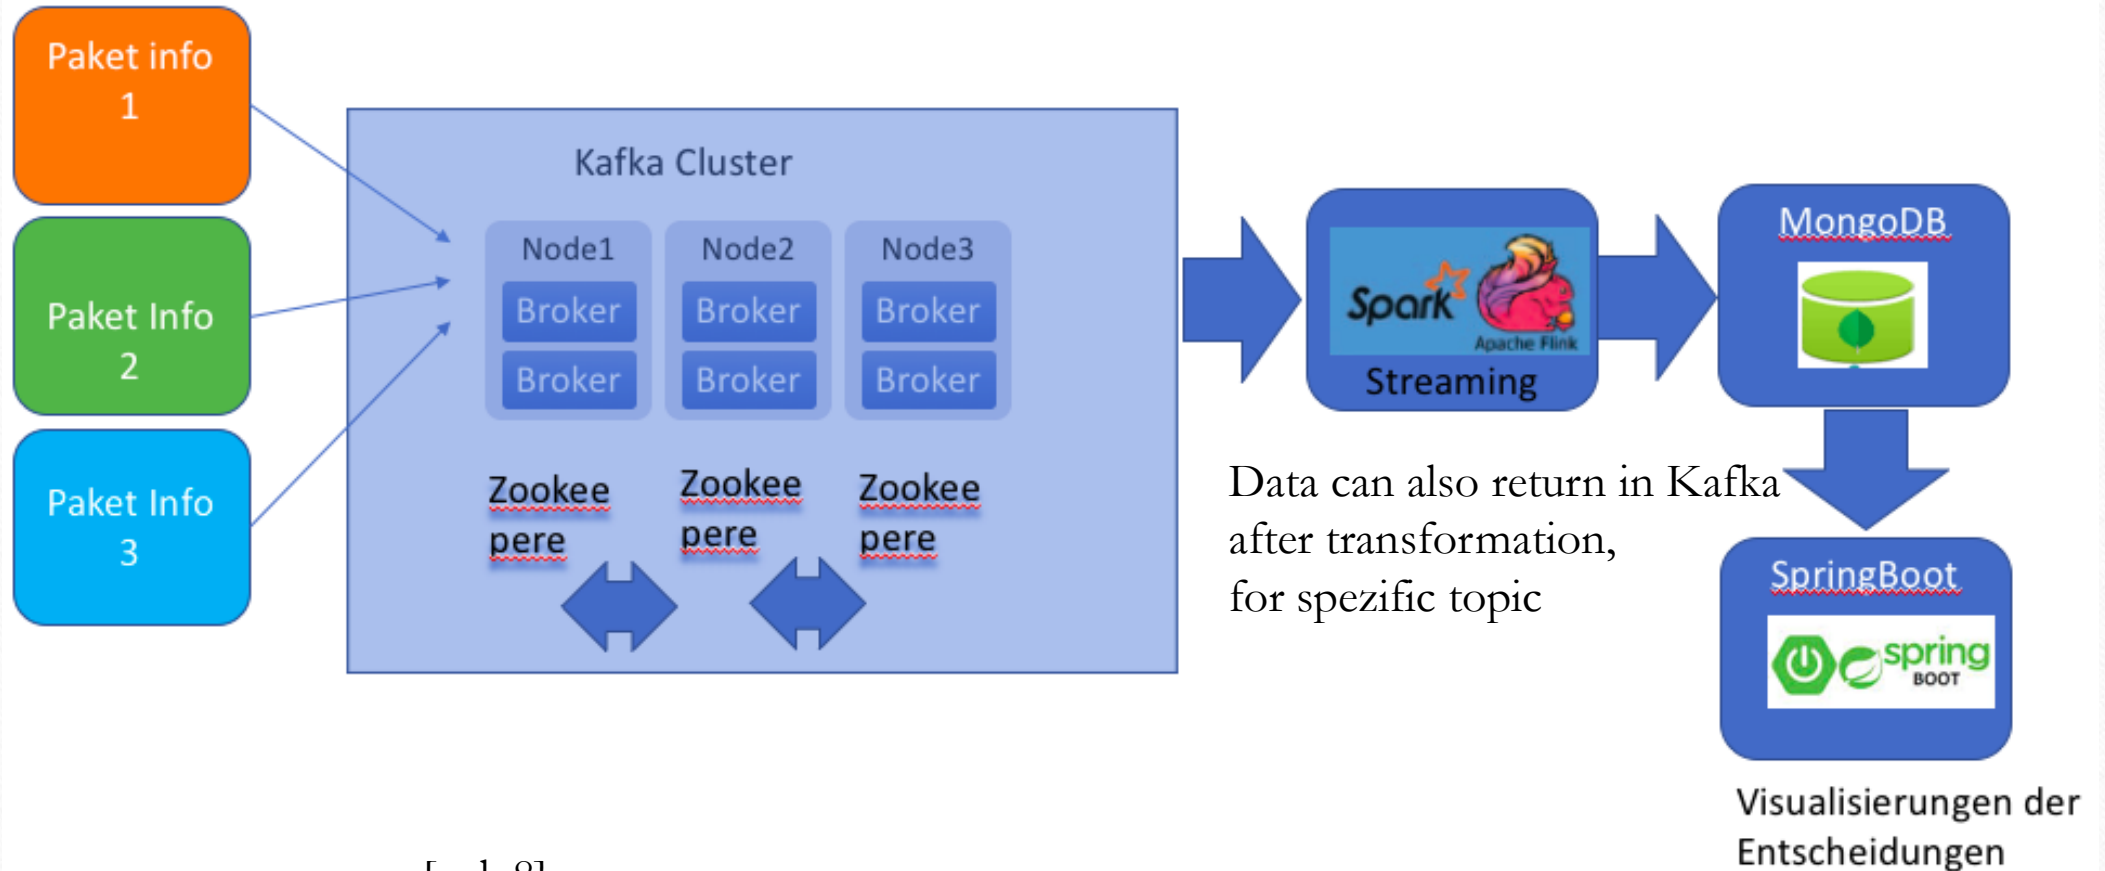 Paket info
1
Paket Info
2
Paket Info
3
Kafka Cluster
Node1
Broker
Broker
Node2
Broker
Broker
Node3
Broker
Broker
Zookee
pere
Zookee
pere
Zookee
pere
Spark
Apache Flink
Streaming
MongoDB
Data can also return in Kafka
after transformation,
for spezific topic
SpringBoot
spring
BOOT
Visualisierungen der
Entscheidungen